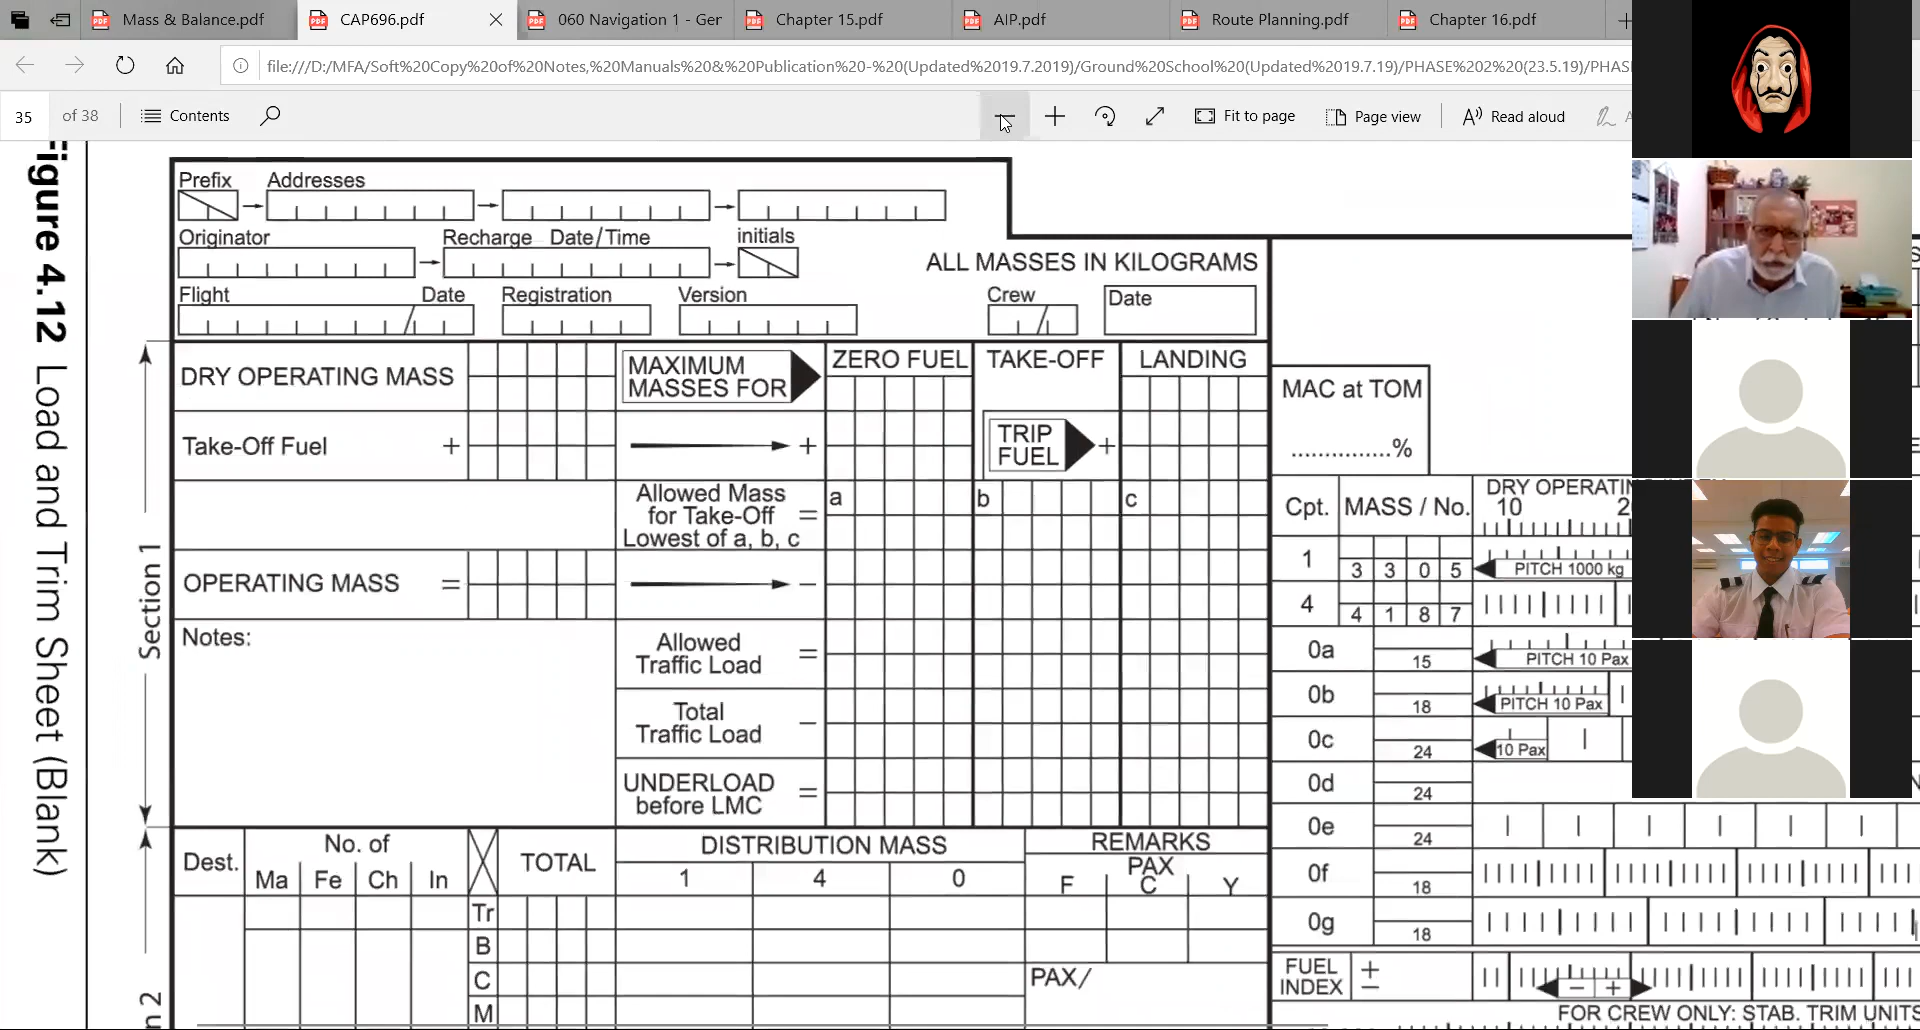 Mass & Balance.pdf
CAP696.pdf
060 Navigation 1 - Ger
Chapter 15.pdf
AIP.pdf
Route Planning.pdf
Chapter 16.pdf
file:///D:/MFA/Soft%20Copy%20of%20Notes,%20Manuals%20&%20Publication%20-%20(Updated%2019.7.2019)/Ground%20School%20(Updated%2019.7.19)/PHASE%202%20(23.5.19)/PHASE
35 of 38
Contents
Fit to page
Page view
Read aloud
Figure 4.12 Load and Trim Sheet (Blank)
Prefix Addresses
Originator Recharge Date/Time initials
ALL MASSES IN KILOGRAMS
Flight Date Registration Version Crew Date
Section 1
DRY OPERATING MASS
MAXIMUM MASSES FOR
ZERO FUEL TAKE-OFF LANDING
Take-Off Fuel + +
TRIP FUEL +
Allowed Mass for Take-Off Lowest of a, b, c =
a b c
OPERATING MASS = -
Notes:
Allowed Traffic Load =
Total Traffic Load -
UNDERLOAD before LMC =
Dest. No. of TOTAL DISTRIBUTION MASS REMARKS
Ma Fe Ch In 1 4 0 PAX
F C Y
Tr
B
C PAX/
M
n 2
MAC at TOM
...............%
Cpt. MASS / No. DRY OPERATIN
10 2
1 3 3 0 5 PITCH 1000 kg
4 4 1 8 7
0a 15 PITCH 10 Pax
0b 18 PITCH 10 Pax
0c 24 10 Pax
0d 24
0e 24
0f 18
0g 18
FUEL INDEX + - - +
FOR CREW ONLY: STAB. TRIM UNITS